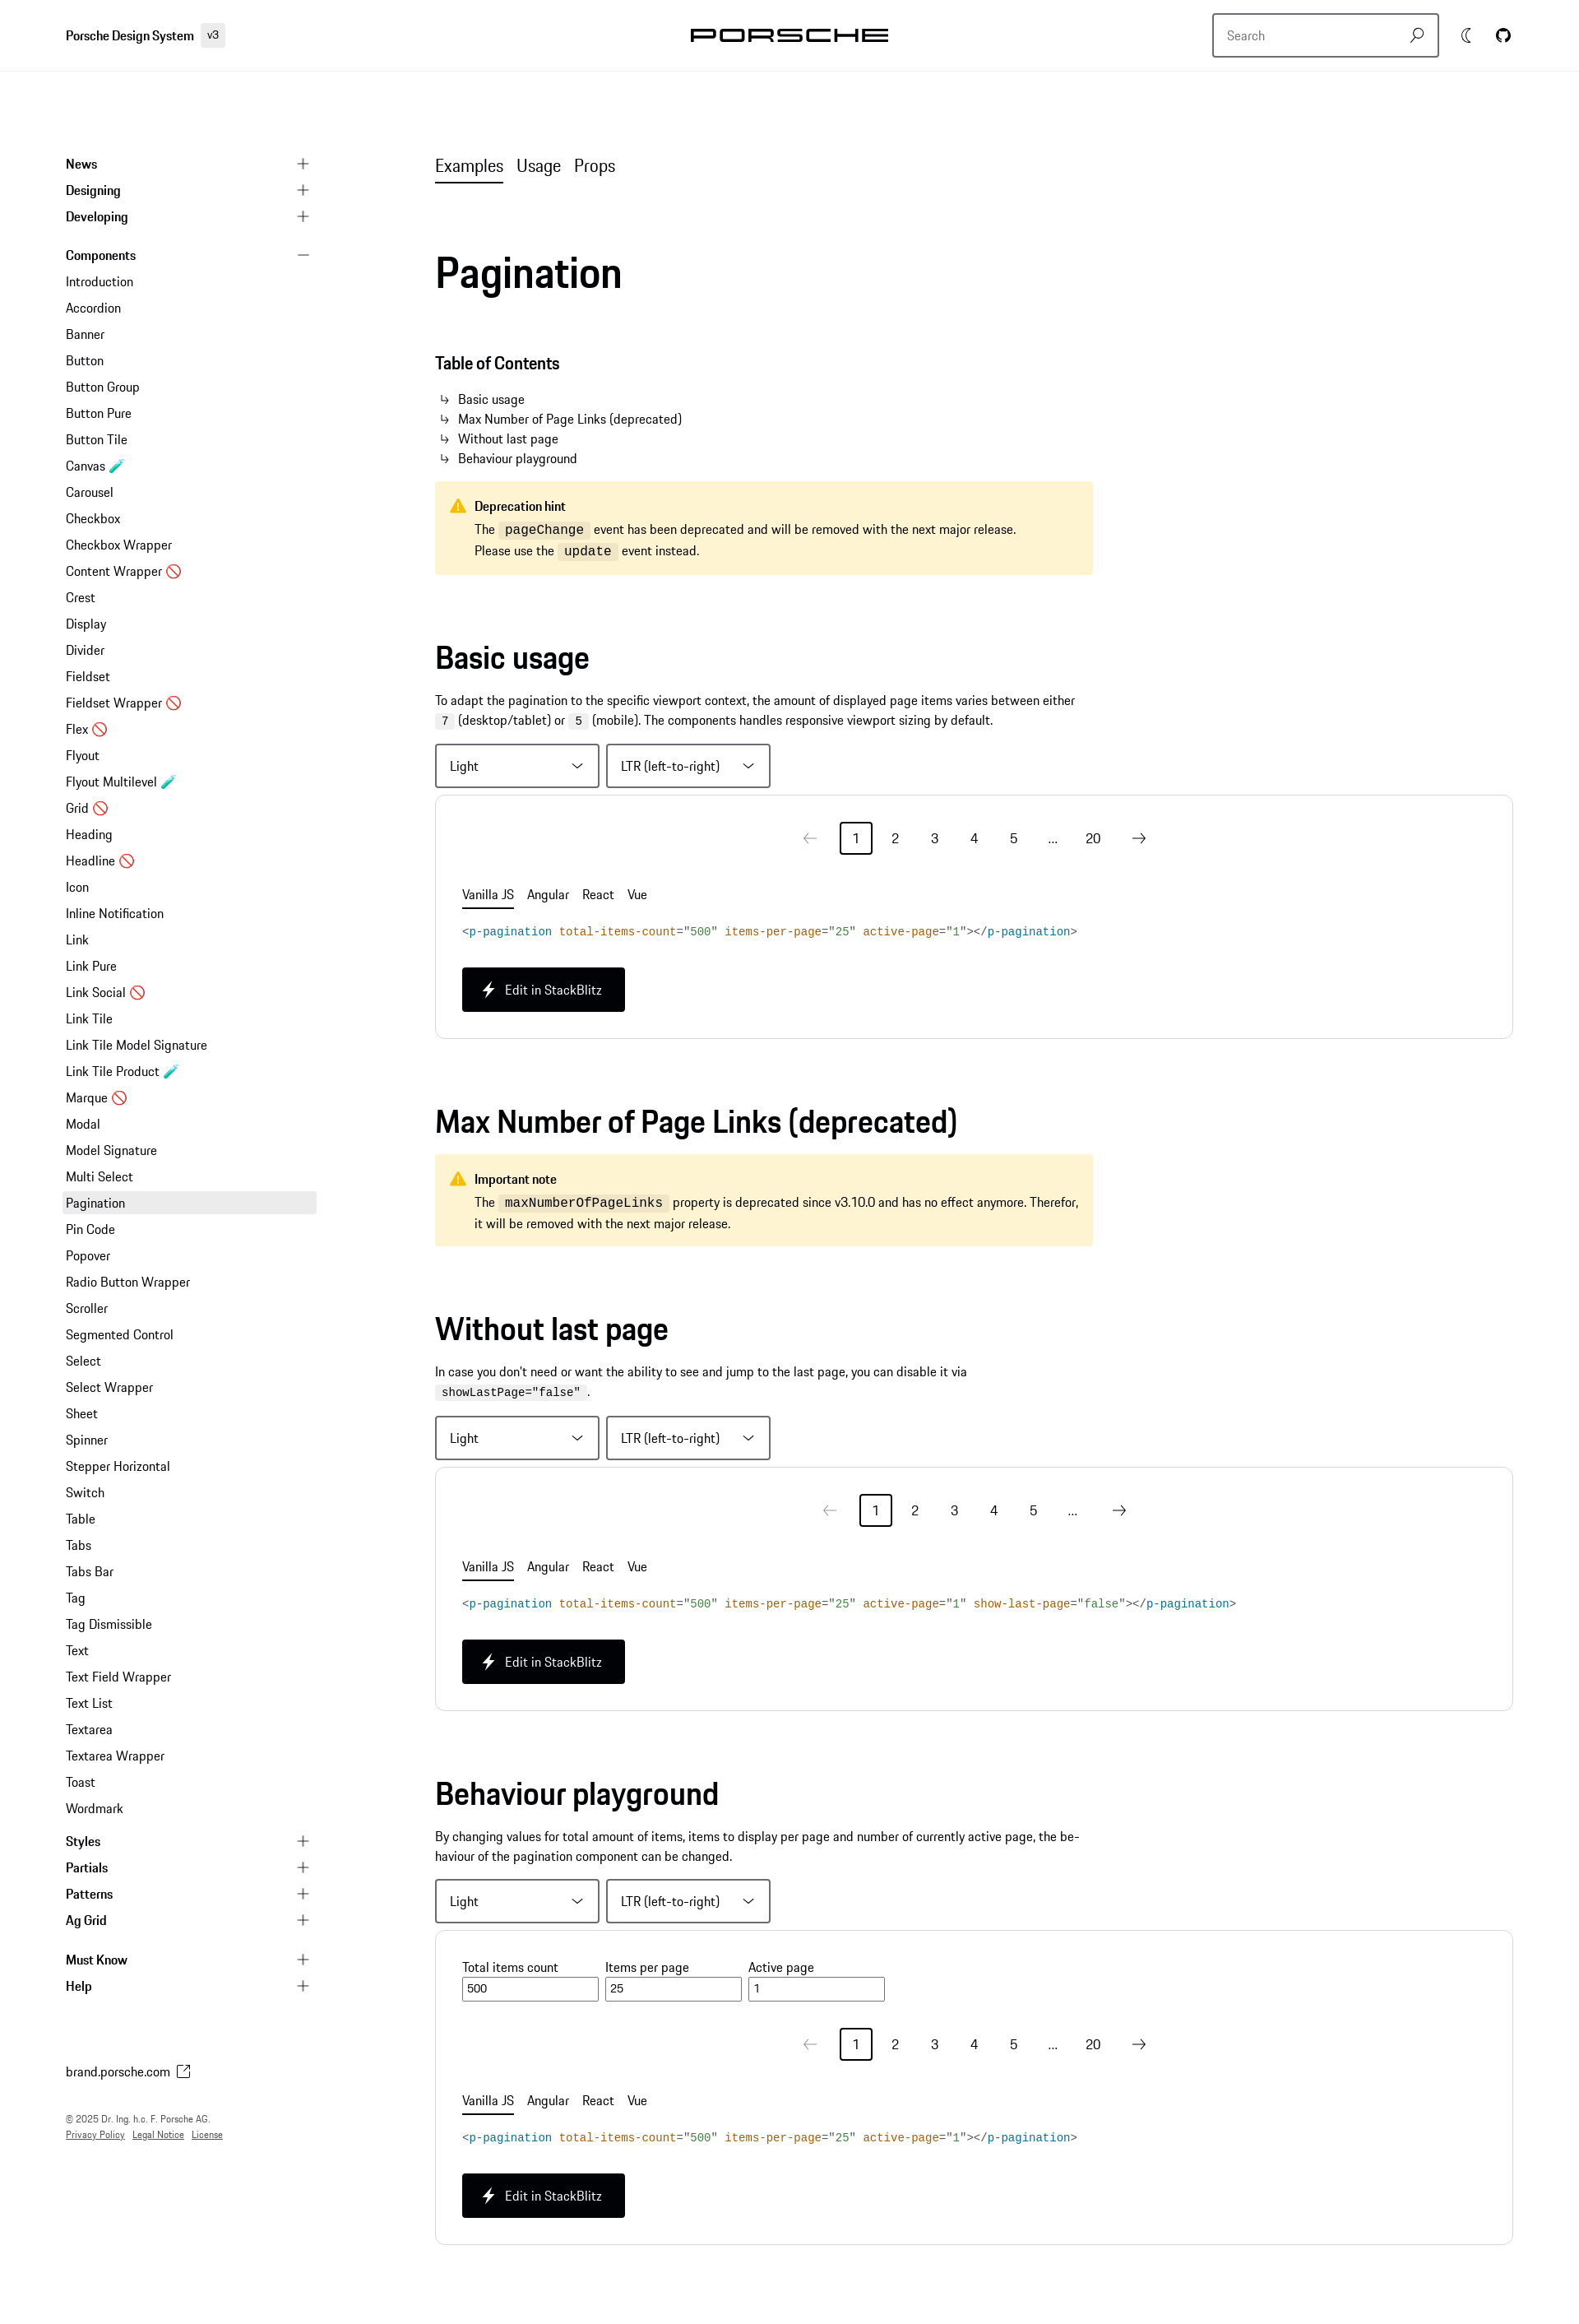 Porsche Design System v3
PORSCHE
Search
News
Designing
Developing
Components
Introduction
Accordion
Banner
Button
Button Group
Button Pure
Button Tile
Canvas 🧪
Carousel
Checkbox
Checkbox Wrapper
Content Wrapper 🚫
Crest
Display
Divider
Fieldset
Fieldset Wrapper 🚫
Flex 🚫
Flyout
Flyout Multilevel 🧪
Grid 🚫
Heading
Headline 🚫
Icon
Inline Notification
Link
Link Pure
Link Social 🚫
Link Tile
Link Tile Model Signature
Link Tile Product 🧪
Marque 🚫
Modal
Model Signature
Multi Select
Pagination
Pin Code
Popover
Radio Button Wrapper
Scroller
Segmented Control
Select
Select Wrapper
Sheet
Spinner
Stepper Horizontal
Switch
Table
Tabs
Tabs Bar
Tag
Tag Dismissible
Text
Text Field Wrapper
Text List
Textarea
Textarea Wrapper
Toast
Wordmark
Styles
Partials
Patterns
Ag Grid
Must Know
Help
brand.porsche.com
© 2025 Dr. Ing. h.c. F. Porsche AG.
Privacy Policy Legal Notice License
Examples Usage Props
Pagination
Table of Contents
Basic usage
Max Number of Page Links (deprecated)
Without last page
Behaviour playground
Deprecation hint
The pageChange event has been deprecated and will be removed with the next major release.
Please use the update event instead.
Basic usage
To adapt the pagination to the specific viewport context, the amount of displayed page items varies between either
7 (desktop/tablet) or 5 (mobile). The components handles responsive viewport sizing by default.
Light LTR (left-to-right)
1 2 3 4 5 … 20
Vanilla JS Angular React Vue
<p-pagination total-items-count="500" items-per-page="25" active-page="1"></p-pagination>
Edit in StackBlitz
Max Number of Page Links (deprecated)
Important note
The maxNumberOfPageLinks property is deprecated since v3.10.0 and has no effect anymore. Therefor,
it will be removed with the next major release.
Without last page
In case you don't need or want the ability to see and jump to the last page, you can disable it via
showLastPage="false" .
Light LTR (left-to-right)
1 2 3 4 5 …
Vanilla JS Angular React Vue
<p-pagination total-items-count="500" items-per-page="25" active-page="1" show-last-page="false"></p-pagination>
Edit in StackBlitz
Behaviour playground
By changing values for total amount of items, items to display per page and number of currently active page, the be-
haviour of the pagination component can be changed.
Light LTR (left-to-right)
Total items count Items per page Active page
500 25 1
1 2 3 4 5 … 20
Vanilla JS Angular React Vue
<p-pagination total-items-count="500" items-per-page="25" active-page="1"></p-pagination>
Edit in StackBlitz